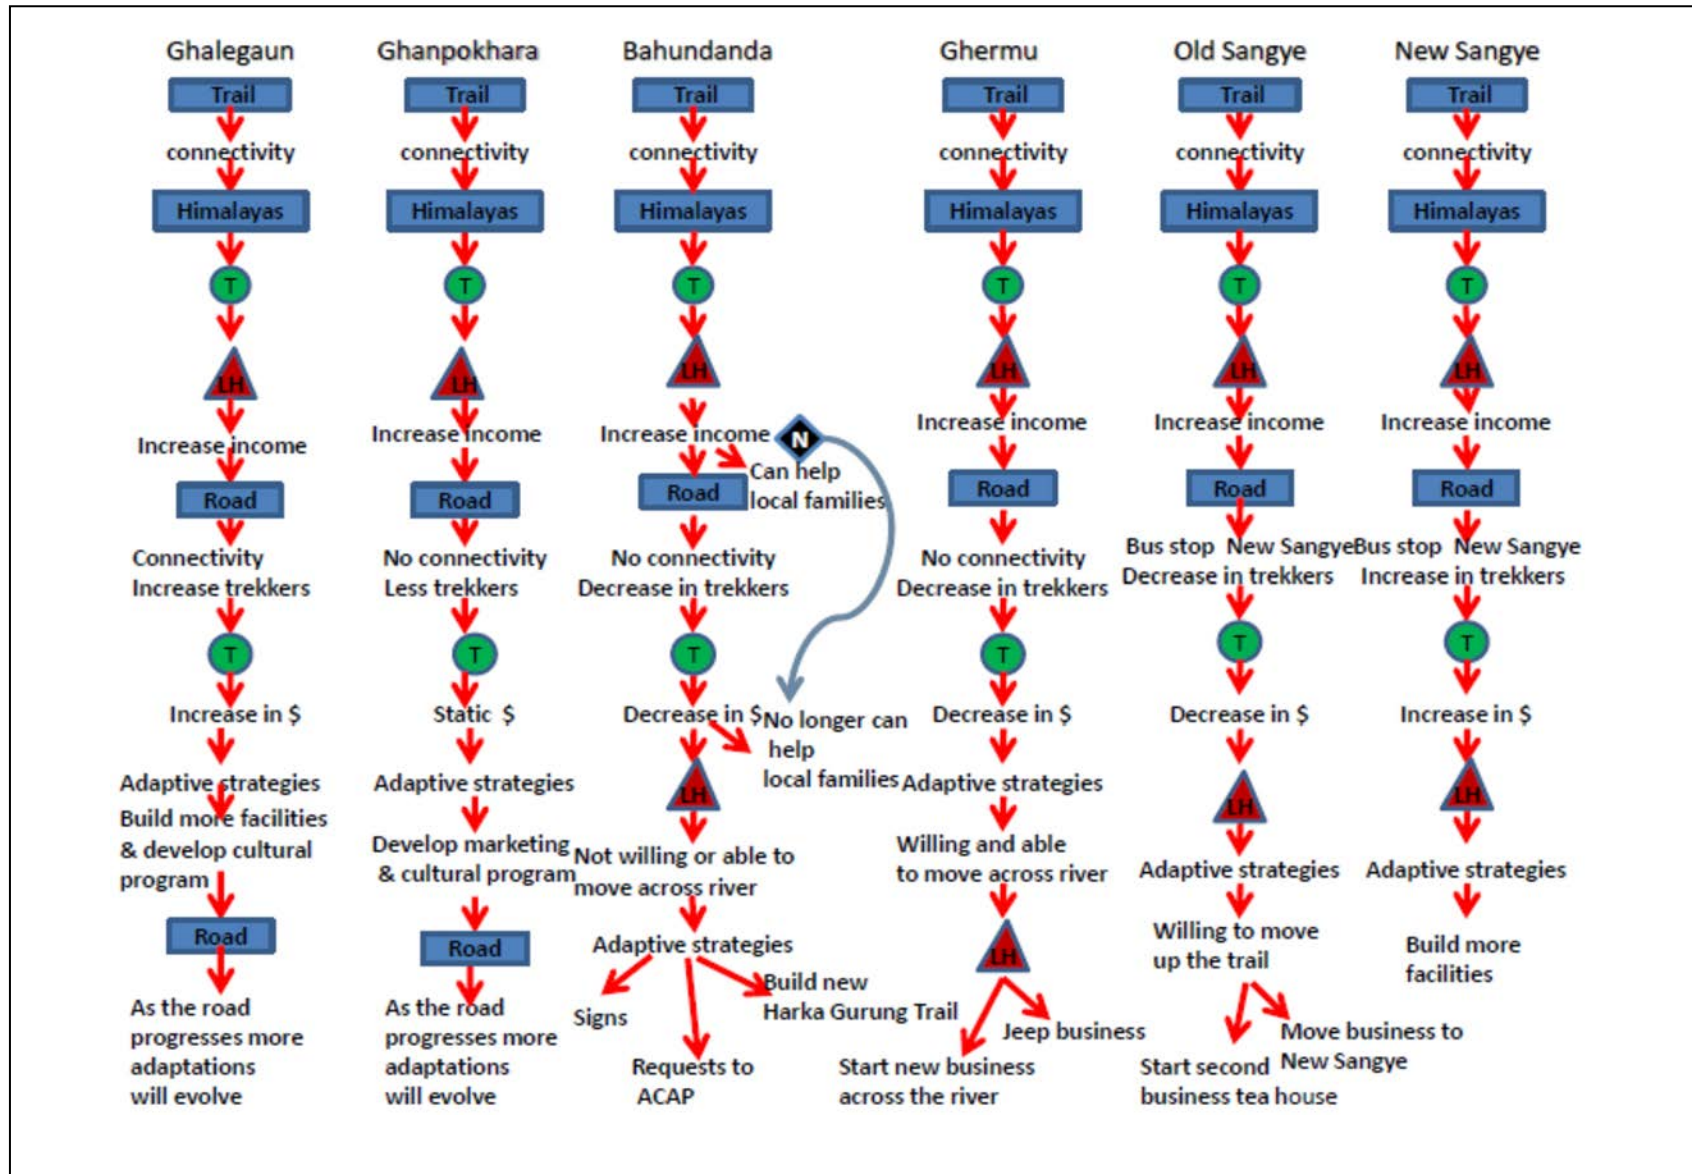 Ghalegaun
Trail
connectivity
Himalayas
T
LH
Increase income
Road
Connectivity
Increase trekkers
T
Increase in $
Adaptive strategies
Build more facilities
& develop cultural
program
Road
As the road
progresses more
adaptations
will evolve
Ghanpokhara
Trail
connectivity
Himalayas
T
LH
Increase income
Road
No connectivity
Less trekkers
T
Static $
Adaptive strategies
Develop marketing
& cultural program
Road
As the road
progresses more
adaptations
will evolve
Bahundanda
Trail
connectivity
Himalayas
T
LH
Increase income
N
Can help
local families
Road
No connectivity
Decrease in trekkers
T
Decrease in $
No longer can
help
local families
LH
Not willing or able to
move across river
Adaptive strategies
Signs
Requests to
ACAP
Build new
Harka Gurung Trail
Ghermu
Trail
connectivity
Himalayas
T
LH
Increase income
Road
No connectivity
Decrease in trekkers
T
Decrease in $
Adaptive strategies
Willing and able
to move across river
LH
Jeep business
Start new business
across the river
Old Sangye
Trail
connectivity
Himalayas
T
LH
Increase income
Road
Bus stop New Sangye
Decrease in trekkers
T
Decrease in $
LH
Adaptive strategies
Willing to move
up the trail
Start second
business tea house
Move business to
New Sangye
New Sangye
Trail
connectivity
Himalayas
T
LH
Increase income
Road
Bus stop New Sangye
Increase in trekkers
T
Increase in $
LH
Adaptive strategies
Build more
facilities